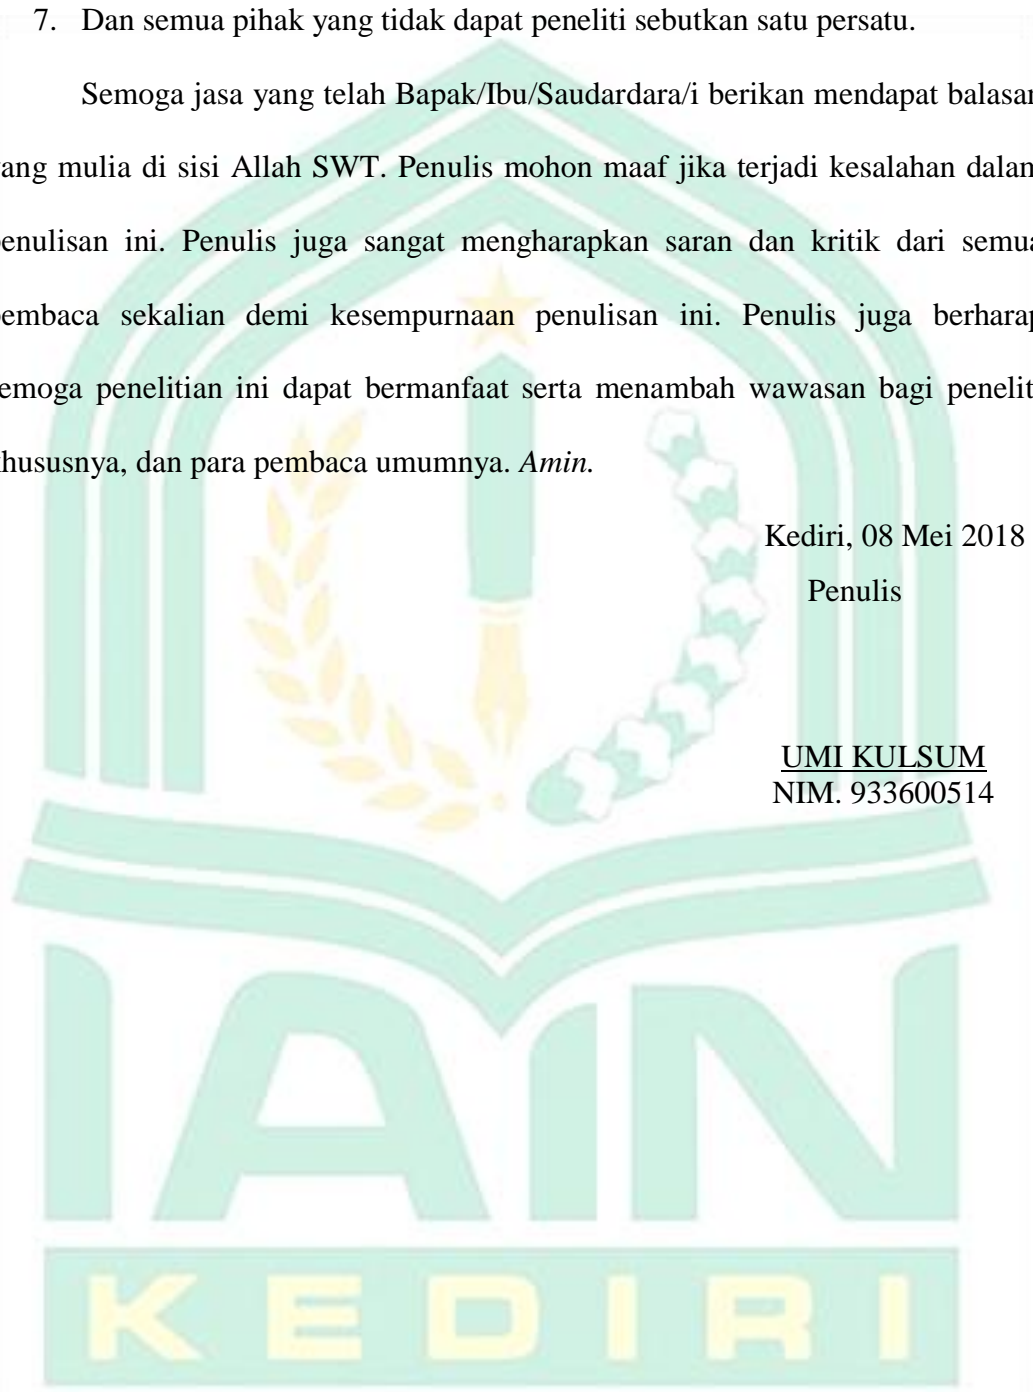 7. Dan semua pihak yang tidak dapat peneliti sebutkan satu persatu.
Semoga jasa yang telah Bapak/Ibu/Saudardara/i berikan mendapat balasan
yang mulia di sisi Allah SWT. Penulis mohon maaf jika terjadi kesalahan dalam
penulisan ini. Penulis juga sangat mengharapkan saran dan kritik dari semua
pembaca sekalian demi kesempurnaan penulisan ini. Penulis juga berharap
semoga penelitian ini dapat bermanfaat serta menambah wawasan bagi peneliti
khususnya, dan para pembaca umumnya. Amin.
Kediri, 08 Mei 2018
Penulis
UMI KULSUM
NIM. 933600514
IAIN
KEDIRI